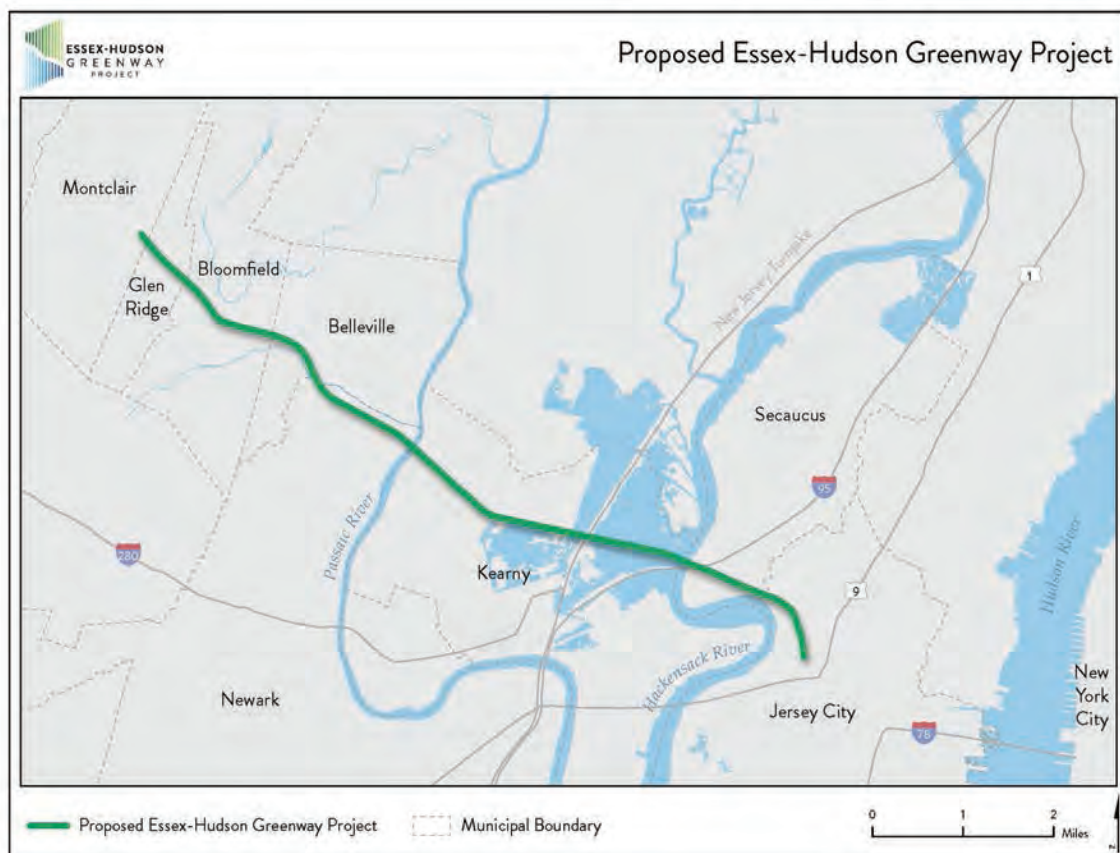 ESSEX-HUDSON
GREENWAY
PROJECT
Proposed Essex-Hudson Greenway Project
Montclair
Glen
Ridge
Bloomfield
Belleville
New Jersey Turnpike
1
Secaucus
95
Passaic River
280
Kearny
9
Hudson River
Hackensack River
Newark
Jersey City
New
York
City
78
Proposed Essex-Hudson Greenway Project
Municipal Boundary
0 1 2
Miles